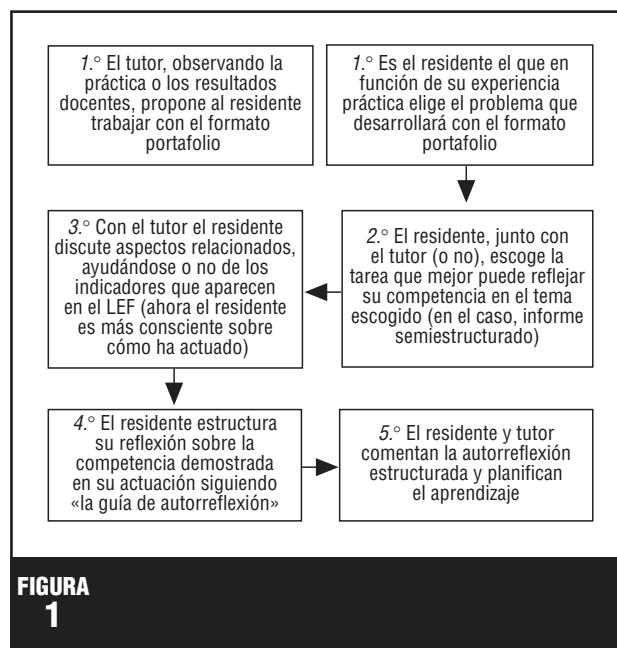 1.° El tutor, observando la
práctica o los resultados
docentes, propone al residente
trabajar con el formato
portafolio
1.° Es el residente el que en
función de su experiencia
práctica elige el problema que
desarrollará con el formato
portafolio
2.° El residente, junto con
el tutor (o no), escoge la
tarea que mejor puede reflejar
su competencia en el tema
escogido (en el caso, informe
semiestructurado)
3.° Con el tutor el residente
discute aspectos relacionados,
ayudándose o no de los
indicadores que aparecen
en el LEF (ahora el residente
es más consciente sobre
cómo ha actuado)
4.° El residente estructura
su reflexión sobre la
competencia demostrada
en su actuación siguiendo
«la guía de autorreflexión»
5.° El residente y tutor
comentan la autorreflexión
estructurada y planifican
el aprendizaje
FIGURA
1